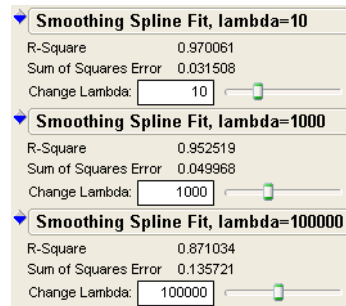 Smoothing Spline Fit, lambda=10
R-Square 0.970061
Sum of Squares Error 0.031508
Change Lambda: 10
Smoothing Spline Fit, lambda=1000
R-Square 0.952519
Sum of Squares Error 0.049968
Change Lambda: 1000
Smoothing Spline Fit, lambda=100000
R-Square 0.871034
Sum of Squares Error 0.135721
Change Lambda: 100000